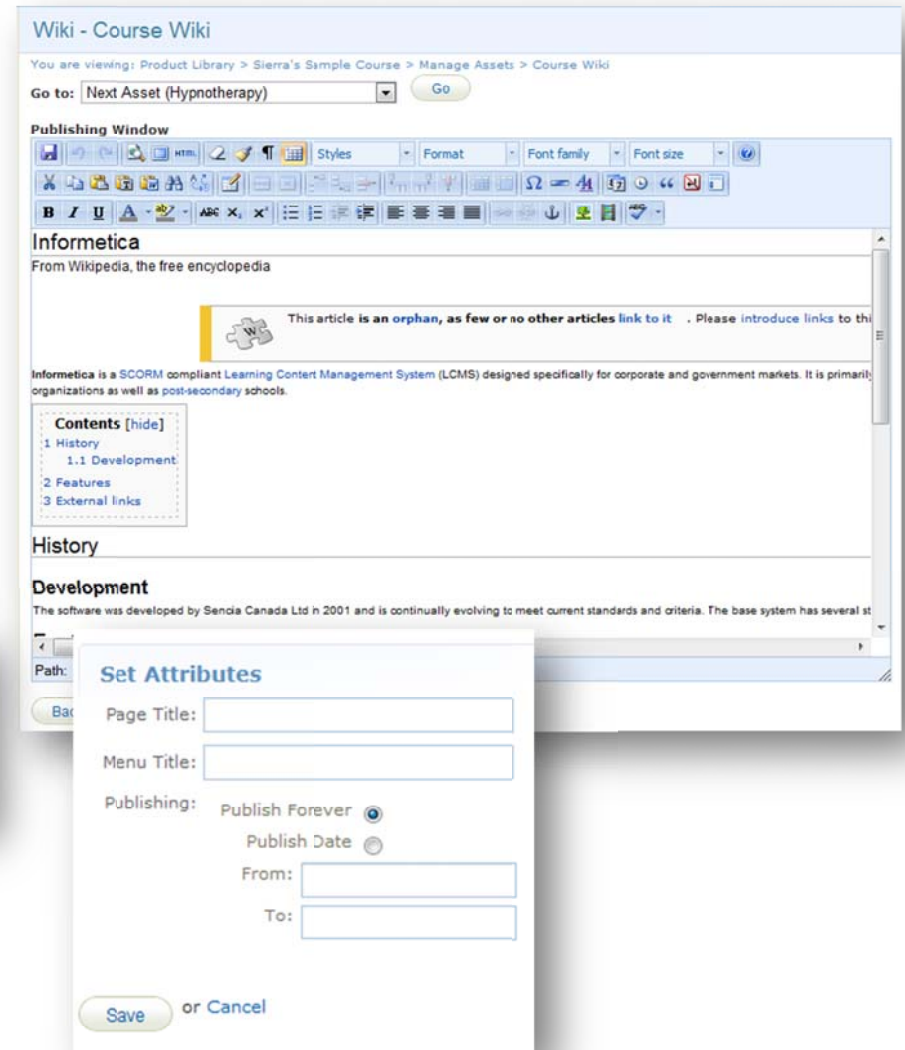 Wiki - Course Wiki
You are viewing: Product Library > Sierra's Sample Course > Manage Assets > Course Wiki
Go to: Next Asset (Hypnotherapy) Go
Publishing Window
HTML Styles Format Font family Font size
B I U A ABC X, x²
Informetica
From Wikipedia, the free encyclopedia
W This article is an orphan, as few or no other articles link to it . Please introduce links to thi
Informetica is a SCORM compliant Learning Content Management System (LCMS) designed specifically for corporate and government markets. It is primarily
organizations as well as post-secondary schools.
Contents [hide]
1 History
1.1 Development
2 Features
3 External links
History
Development
The software was developed by Sencia Canada Ltd in 2001 and is continually evolving to meet current standards and criteria. The base system has several st
Path:
Bac
Set Attributes
Page Title:
Menu Title:
Publishing: Publish Forever
Publish Date
From:
To:
Save or Cancel